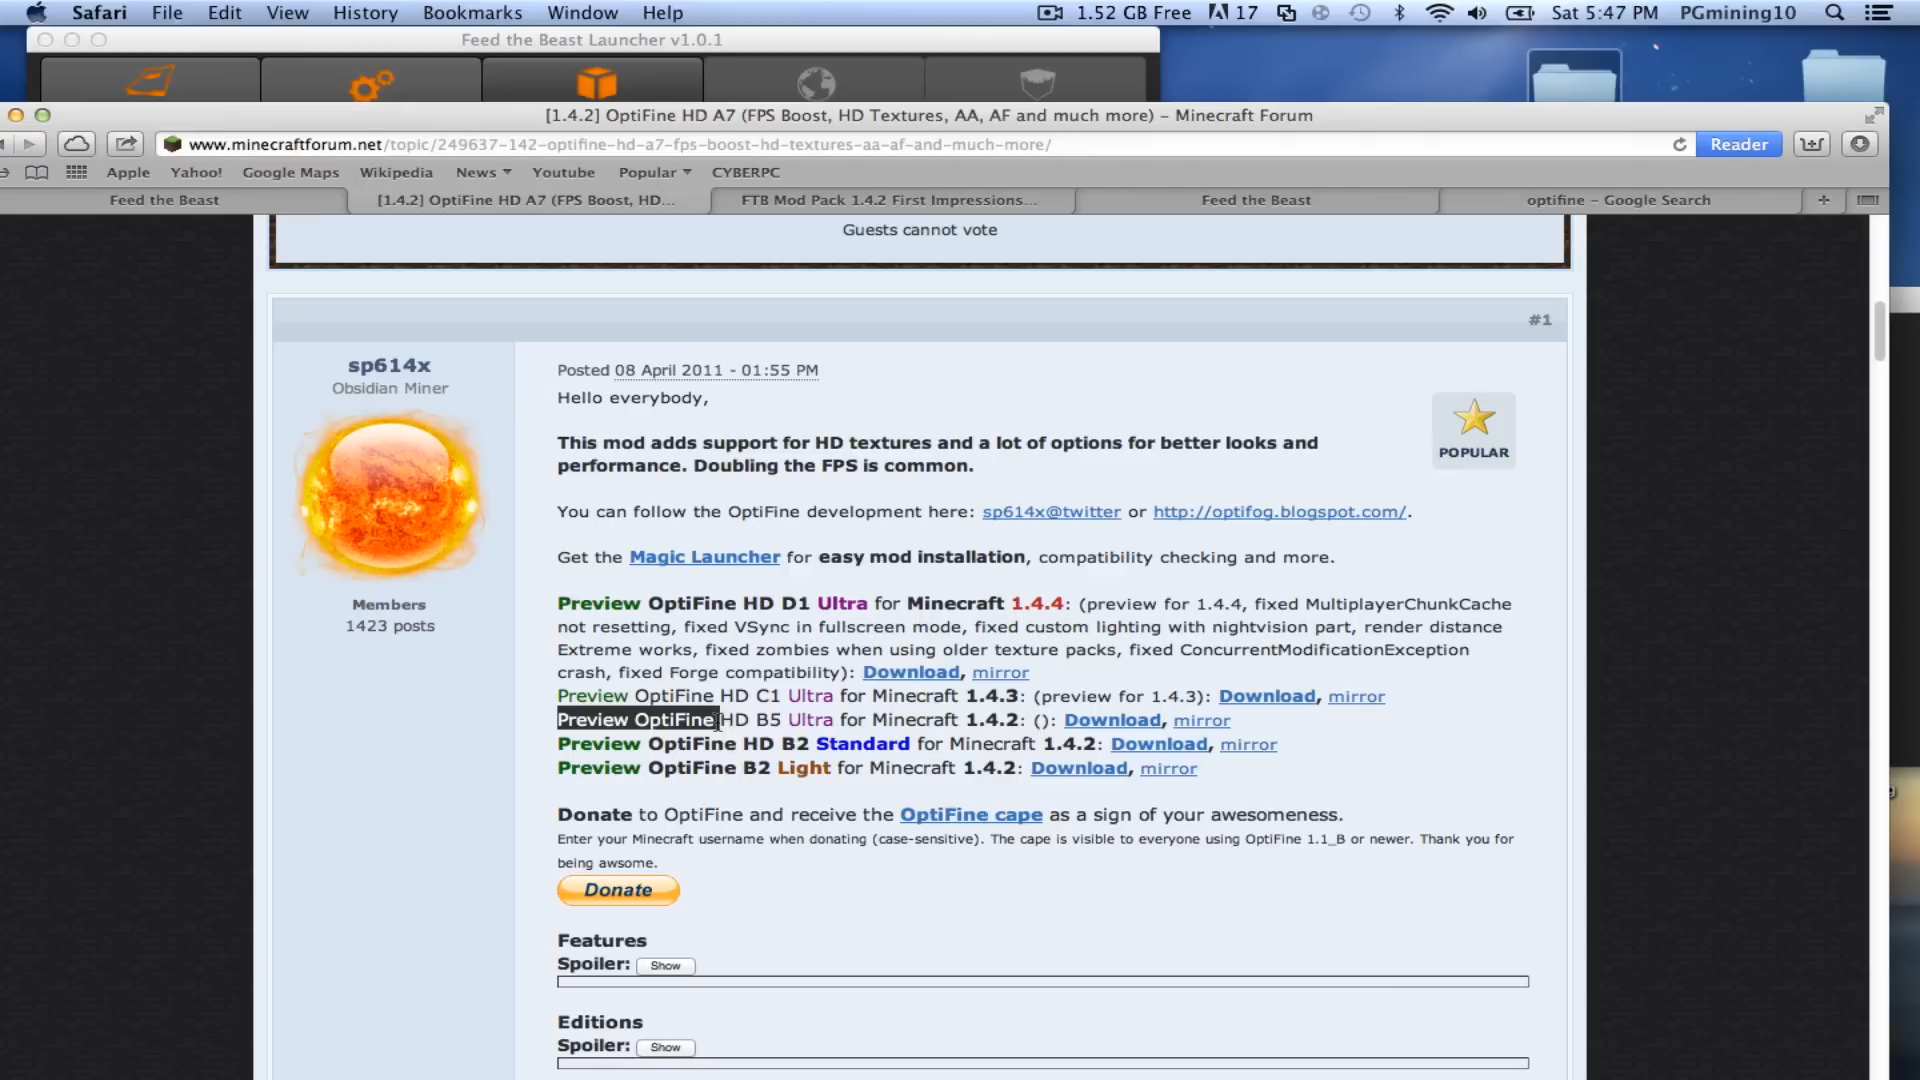 Safari File Edit View History Bookmarks Window Help 1.52 GB Free 17 Sat 5:47 PM PGmining10
Feed the Beast Launcher v1.0.1
[1.4.2] OptiFine HD A7 (FPS Boost, HD Textures, AA, AF and much more) – Minecraft Forum
www.minecraftforum.net/topic/249637-142-optifine-hd-a7-fps-boost-hd-textures-aa-af-and-much-more/ Reader
Apple Yahoo! Google Maps Wikipedia News Youtube Popular CYBERPC
Feed the Beast [1.4.2] OptiFine HD A7 (FPS Boost, HD... FTB Mod Pack 1.4.2 First Impressions... Feed the Beast optifine – Google Search
Guests cannot vote
#1
sp614x
Obsidian Miner
Members
1423 posts
Posted 08 April 2011 - 01:55 PM
Hello everybody,
POPULAR
This mod adds support for HD textures and a lot of options for better looks and
performance. Doubling the FPS is common.
You can follow the OptiFine development here: sp614x@twitter or http://optifog.blogspot.com/.
Get the Magic Launcher for easy mod installation, compatibility checking and more.
Preview OptiFine HD D1 Ultra for Minecraft 1.4.4: (preview for 1.4.4, fixed MultiplayerChunkCache
not resetting, fixed VSync in fullscreen mode, fixed custom lighting with nightvision part, render distance
Extreme works, fixed zombies when using older texture packs, fixed ConcurrentModificationException
crash, fixed Forge compatibility): Download, mirror
Preview OptiFine HD C1 Ultra for Minecraft 1.4.3: (preview for 1.4.3): Download, mirror
Preview OptiFine HD B5 Ultra for Minecraft 1.4.2: (): Download, mirror
Preview OptiFine HD B2 Standard for Minecraft 1.4.2: Download, mirror
Preview OptiFine B2 Light for Minecraft 1.4.2: Download, mirror
Donate to OptiFine and receive the OptiFine cape as a sign of your awesomeness.
Enter your Minecraft username when donating (case-sensitive). The cape is visible to everyone using OptiFine 1.1_B or newer. Thank you for
being awsome.
Donate
Features
Spoiler: Show
Editions
Spoiler: Show